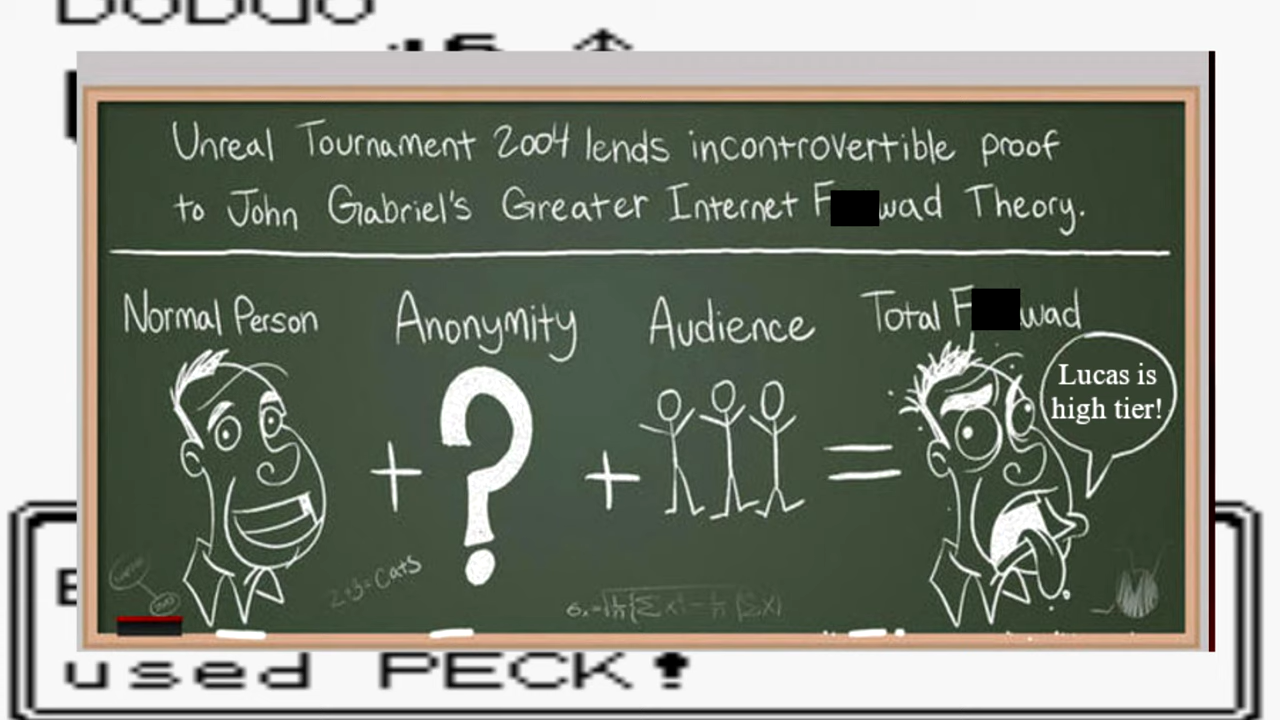 DODUO
Unreal Tournament 2004 lends incontrovertible proof
to John Gabriel's Greater Internet F wad Theory.
Normal Person
Anonymity
Audience
Total F wad
+
?
+
=
Lucas is
high tier!
2+3=Cats
used PECK!